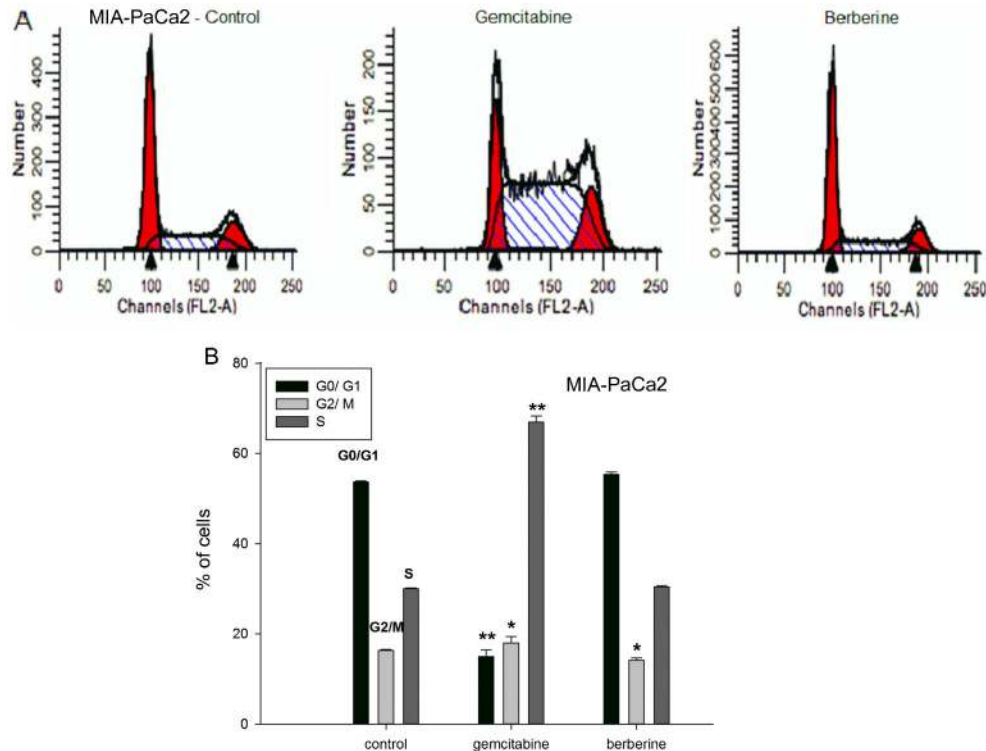 A
MIA-PaCa2 - Control
Gemcitabine
Berberine
Number
400
300
200
100
0
0 50 100 150 200 250
Channels (FL2-A)
Number
200
150
100
50
0
0 50 100 150 200 250
Channels (FL2-A)
Number
600
500
400
300
200
100
0
0 50 100 150 200 250
Channels (FL2-A)
B
MIA-PaCa2
G0/ G1
G2/ M
S
% of cells
80
60
40
20
0
G0/G1
G2/M
S
**
*
**
*
control gemcitabine berberine